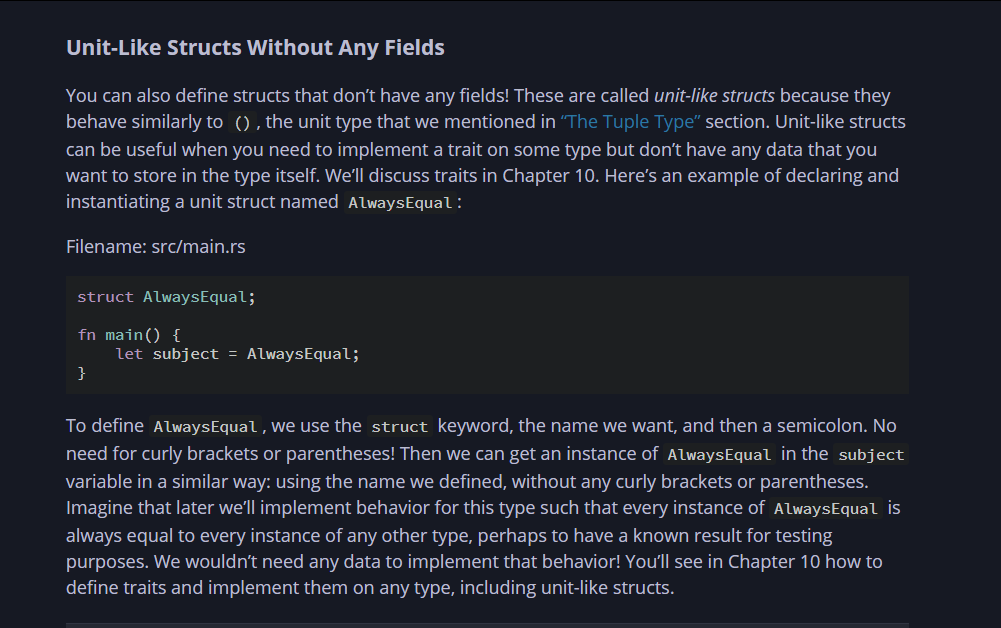 Unit-Like Structs Without Any Fields
You can also define structs that don’t have any fields! These are called unit-like structs because they
behave similarly to (), the unit type that we mentioned in “The Tuple Type” section. Unit-like structs
can be useful when you need to implement a trait on some type but don’t have any data that you
want to store in the type itself. We’ll discuss traits in Chapter 10. Here’s an example of declaring and
instantiating a unit struct named AlwaysEqual:
Filename: src/main.rs
struct AlwaysEqual;
fn main() {
    let subject = AlwaysEqual;
}
To define AlwaysEqual, we use the struct keyword, the name we want, and then a semicolon. No
need for curly brackets or parentheses! Then we can get an instance of AlwaysEqual in the subject
variable in a similar way: using the name we defined, without any curly brackets or parentheses.
Imagine that later we’ll implement behavior for this type such that every instance of AlwaysEqual is
always equal to every instance of any other type, perhaps to have a known result for testing
purposes. We wouldn’t need any data to implement that behavior! You’ll see in Chapter 10 how to
define traits and implement them on any type, including unit-like structs.